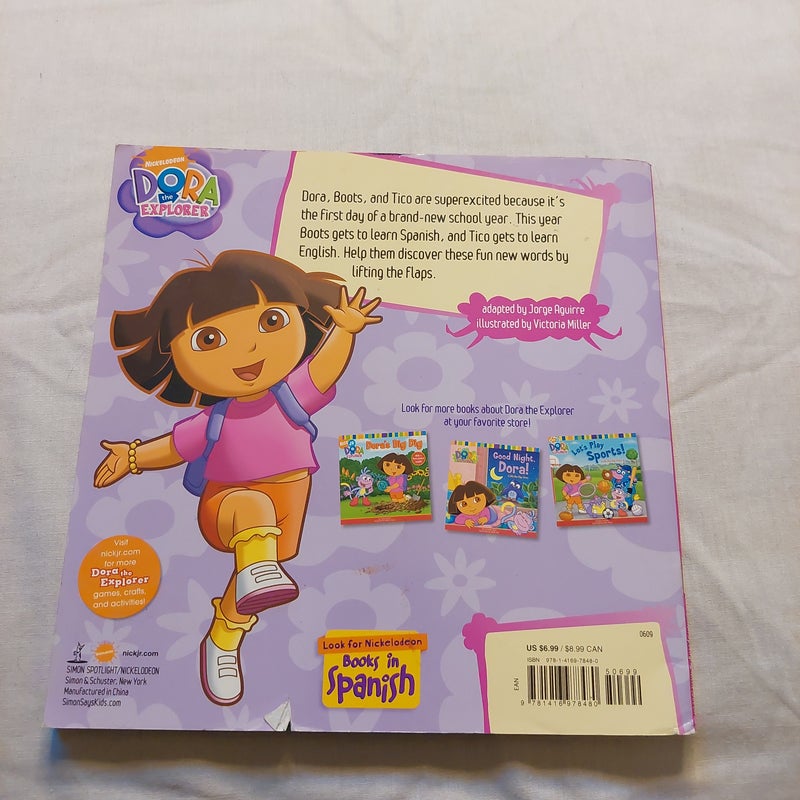 NICKELODEON
DORA
the
EXPLORER
Dora, Boots, and Tico are superexcited because it's
the first day of a brand-new school year. This year
Boots gets to learn Spanish, and Tico gets to learn
English. Help them discover these fun new words by
lifting the flaps.
adapted by Jorge Aguirre
illustrated by Victoria Miller
Look for more books about Dora the Explorer
at your favorite store!
Dora's Big Dig
Good Night,
Dora!
Let's Play
Sports!
Visit
nickjr.com
for more
Dora the
Explorer
games, crafts,
and activities!
nickjr.com
SIMON SPOTLIGHT/NICKELODEON
Simon & Schuster, New York
Manufactured in China
SimonSaysKids.com
Look for Nickelodeon
Books in
Spanish
0609
US $6.99 / $8.99 CAN
ISBN 978-1-4169-7848-0
50699
EAN
9 781416 978480